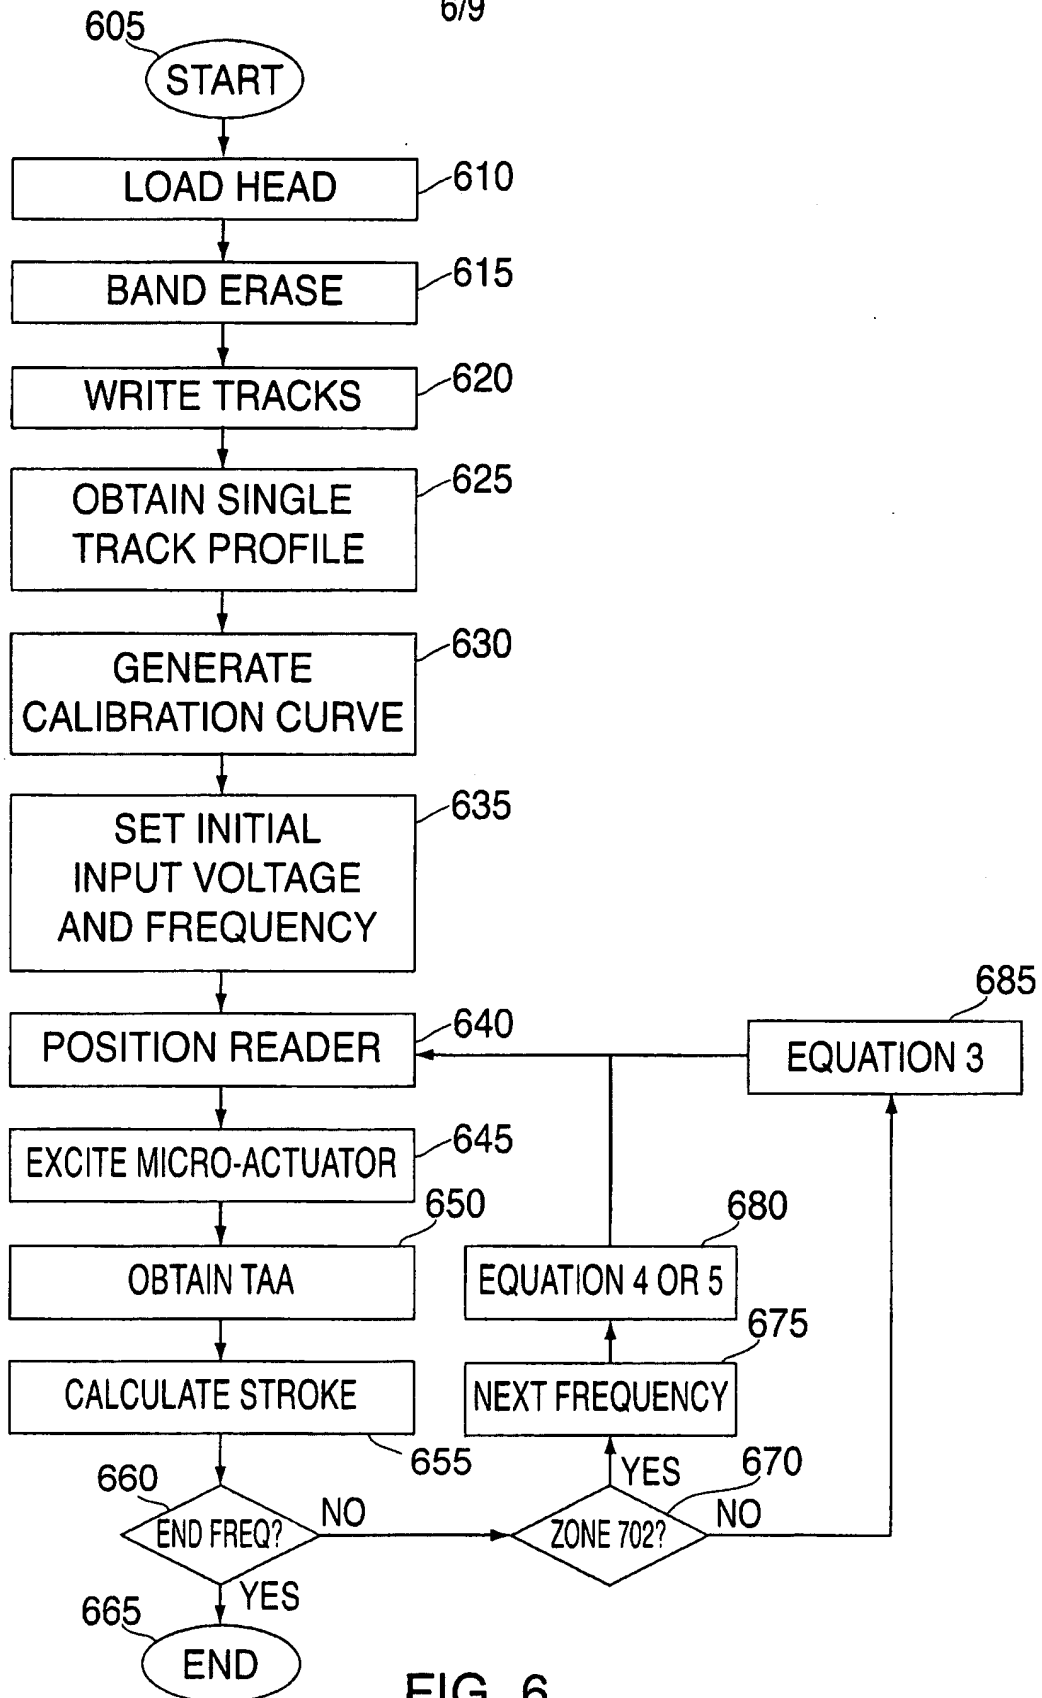 6/9
605
START
LOAD HEAD
610
BAND ERASE
615
WRITE TRACKS
620
OBTAIN SINGLE
TRACK PROFILE
625
GENERATE
CALIBRATION CURVE
630
SET INITIAL
INPUT VOLTAGE
AND FREQUENCY
635
POSITION READER
640
EXCITE MICRO-ACTUATOR
645
OBTAIN TAA
650
CALCULATE STROKE
655
660
END FREQ?
NO
YES
665
END
ZONE 702?
670
YES
NO
NEXT FREQUENCY
675
EQUATION 4 OR 5
680
EQUATION 3
685
FIG. 6